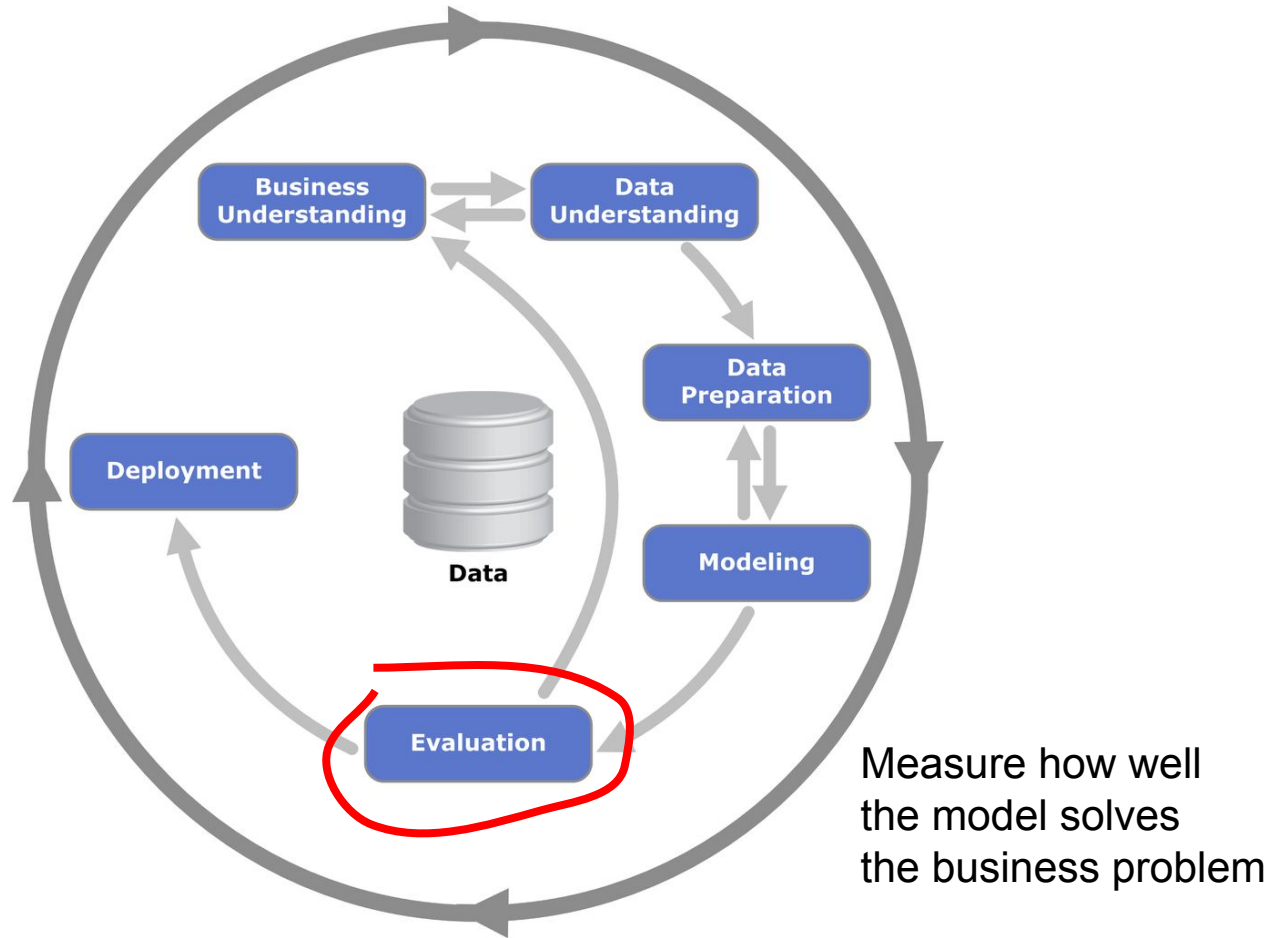 Business
Understanding
Data
Understanding
Data
Preparation
Deployment
Modeling
Data
Evaluation
Measure how well
the model solves
the business problem